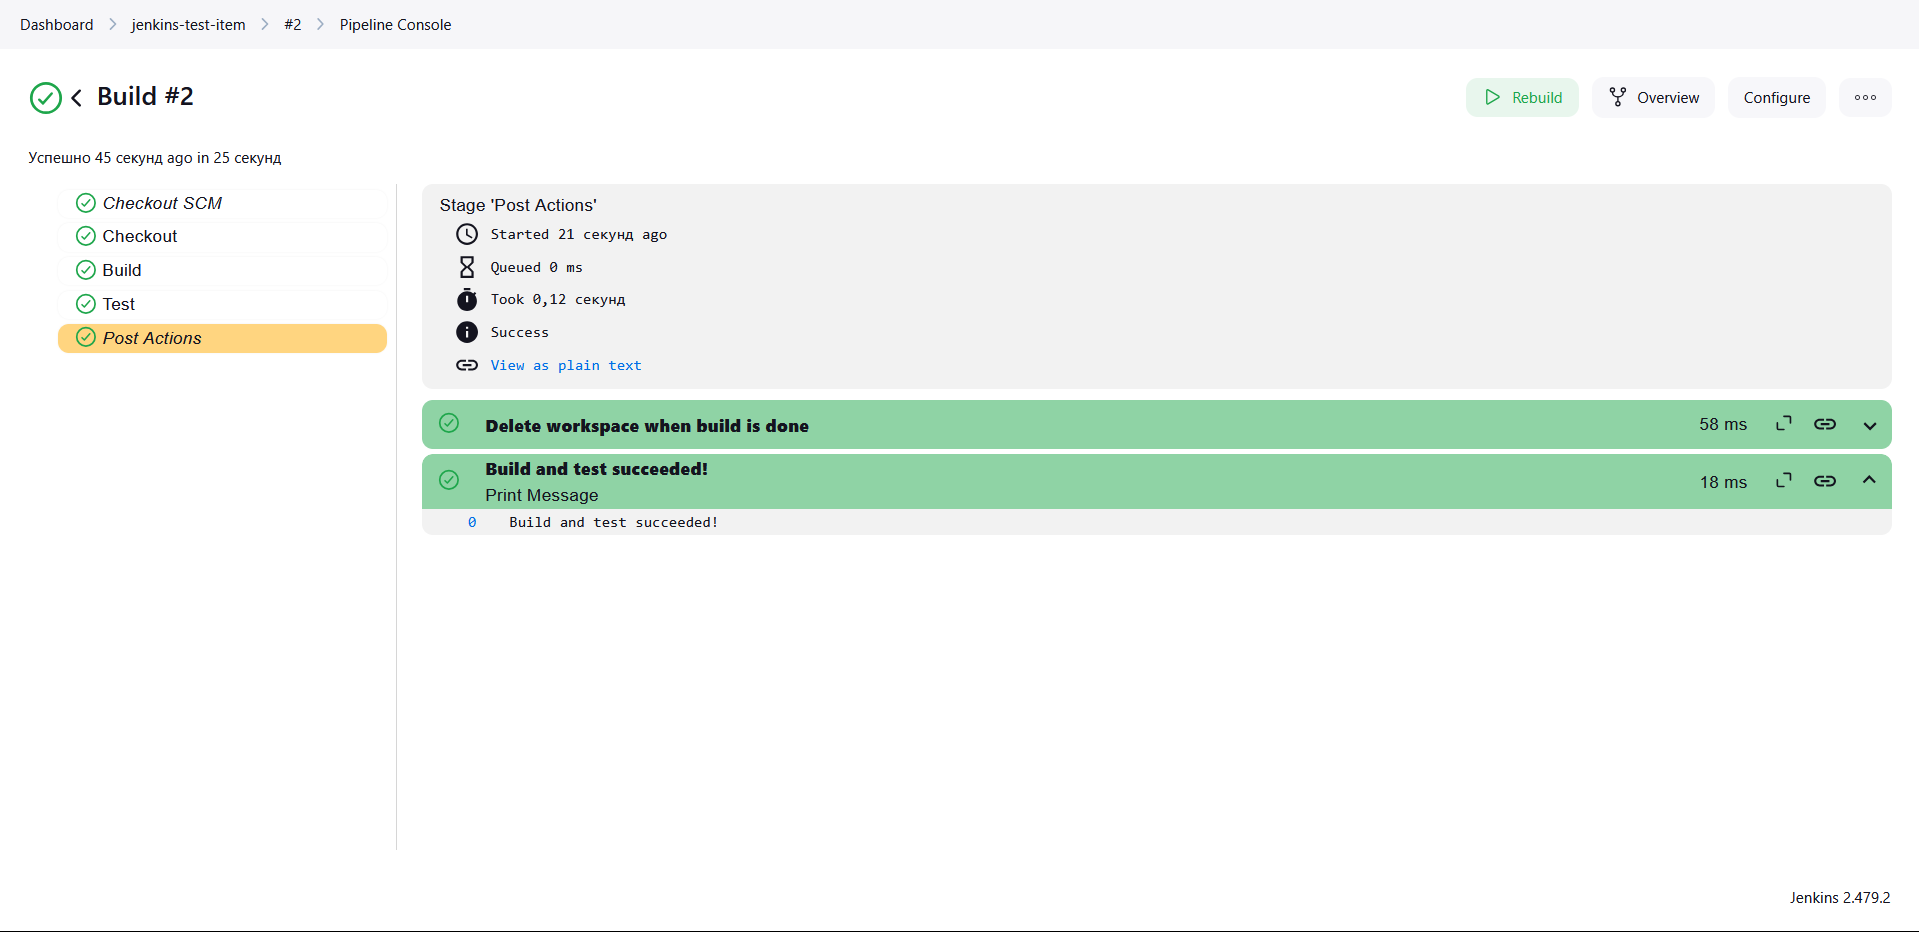 Dashboard jenkins-test-item #2 Pipeline Console
Build #2
Rebuild Overview Configure
Успешно 45 секунд ago in 25 секунд
Checkout SCM
Checkout
Build
Test
Post Actions
Stage 'Post Actions'
Started 21 секунд ago
Queued 0 ms
Took 0,12 секунд
Success
View as plain text
Delete workspace when build is done 58 ms
Build and test succeeded!
Print Message 18 ms
0 Build and test succeeded!
Jenkins 2.479.2